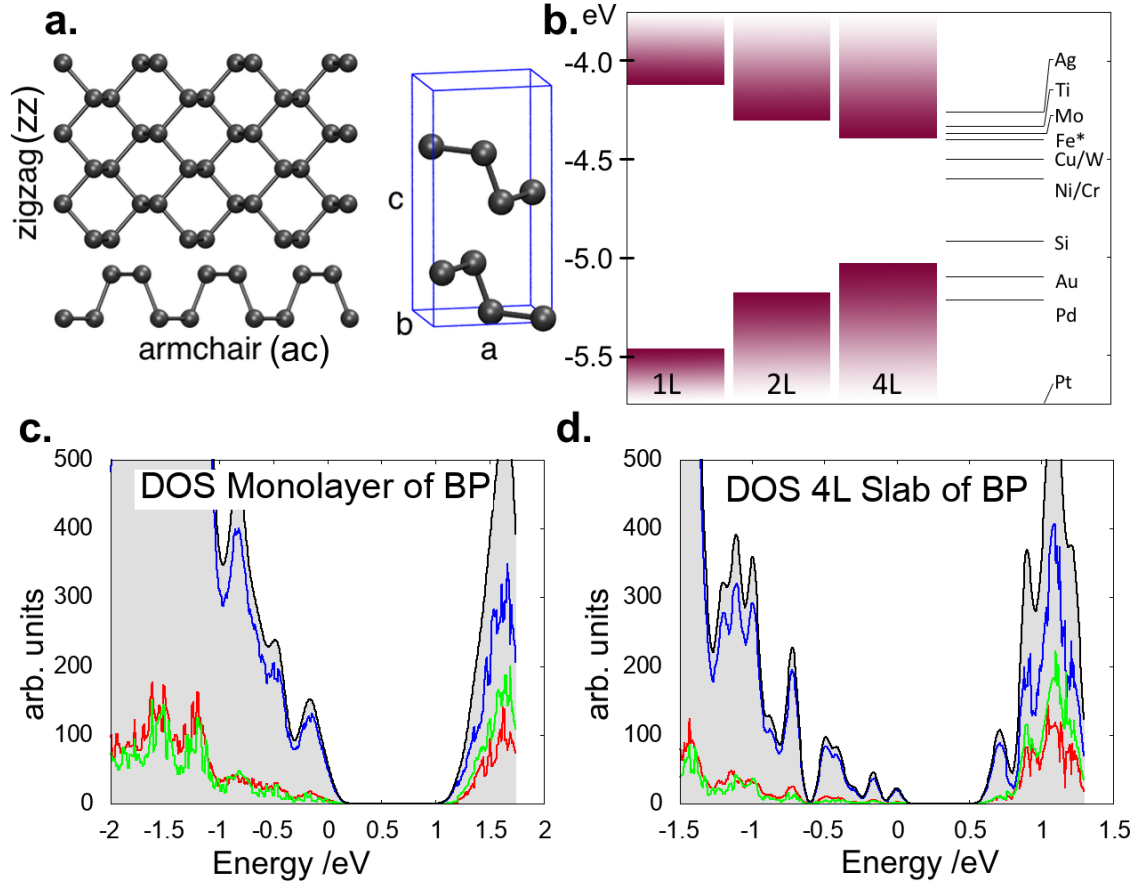 a.
zigzag (zz)
armchair (ac)
c
b
a
b.
eV
-4.0
-4.5
-5.0
-5.5
1L
2L
4L
Ag
Ti
Mo
Fe*
Cu/W
Ni/Cr
Si
Au
Pd
Pt
c.
DOS Monolayer of BP
arb. units
500
400
300
200
100
0
-2 -1.5 -1 -0.5 0 0.5 1 1.5 2
Energy /eV
d.
DOS 4L Slab of BP
arb. units
500
400
300
200
100
0
-1.5 -1 -0.5 0 0.5 1 1.5
Energy /eV